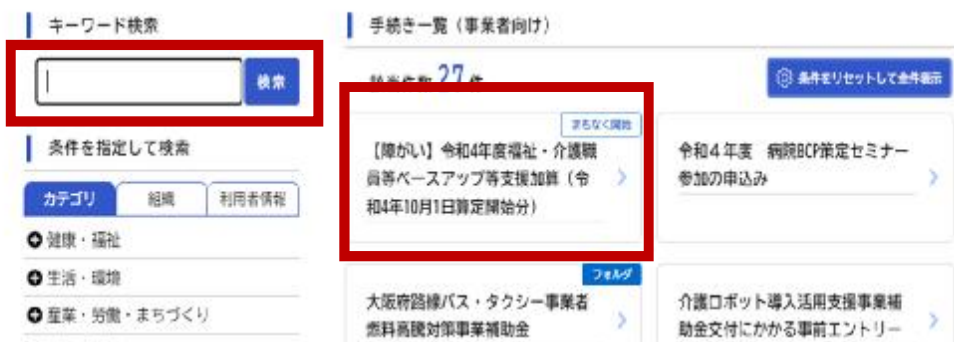 キーワード検索
検索
条件を指定して検索
カテゴリ
組織
利用者情報
健康・福祉
生活・環境
産業・労働・まちづくり
手続き一覧（事業者向け）
該当件数 27 件
条件をリセットして全件表示
まもなく開始
【障がい】令和4年度福祉・介護職
員等ベースアップ等支援加算（令
和4年10月1日算定開始分）
令和４年度　病院BCP策定セミナー
参加の申込み
フォルダ
大阪府路線バス・タクシー事業者
燃料高騰対策事業補助金
介護ロボット導入活用支援事業補
助金交付にかかる事前エントリー